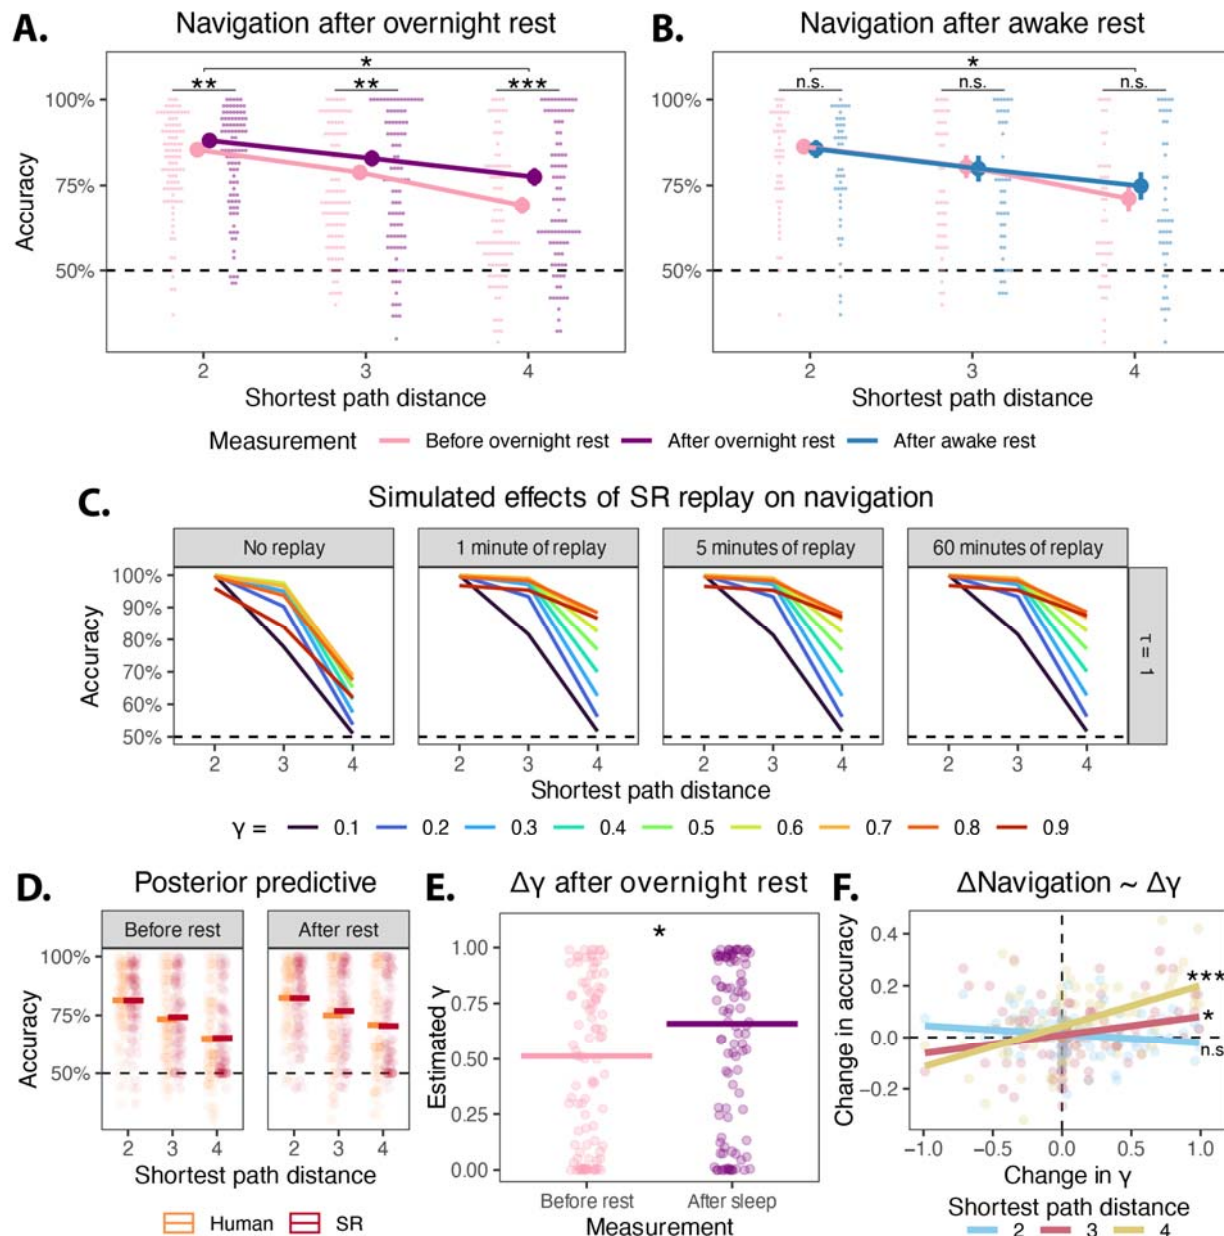 A. Navigation after overnight rest
*
** ** ***
100%
75%
50%
Accuracy
2 3 4
Shortest path distance
B. Navigation after awake rest
*
n.s. n.s. n.s.
100%
75%
50%
2 3 4
Shortest path distance
Measurement Before overnight rest After overnight rest After awake rest
C. Simulated effects of SR replay on navigation
No replay 1 minute of replay 5 minutes of replay 60 minutes of replay
100%
90%
80%
70%
60%
50%
Accuracy
τ = 1
2 3 4 2 3 4 2 3 4 2 3 4
Shortest path distance
γ = 0.1 0.2 0.3 0.4 0.5 0.6 0.7 0.8 0.9
D. Posterior predictive
Before rest After rest
100%
75%
50%
Accuracy
2 3 4 2 3 4
Shortest path distance
Human SR
E. Δγ after overnight rest
*
1.00
0.75
0.50
0.25
0.00
Estimated γ
Before rest After sleep
Measurement
F. ΔNavigation ~ Δγ
0.4
0.2
0.0
−0.2
Change in accuracy
***
*
n.s
−1.0 −0.5 0.0 0.5 1.0
Change in γ
Shortest path distance
2 3 4